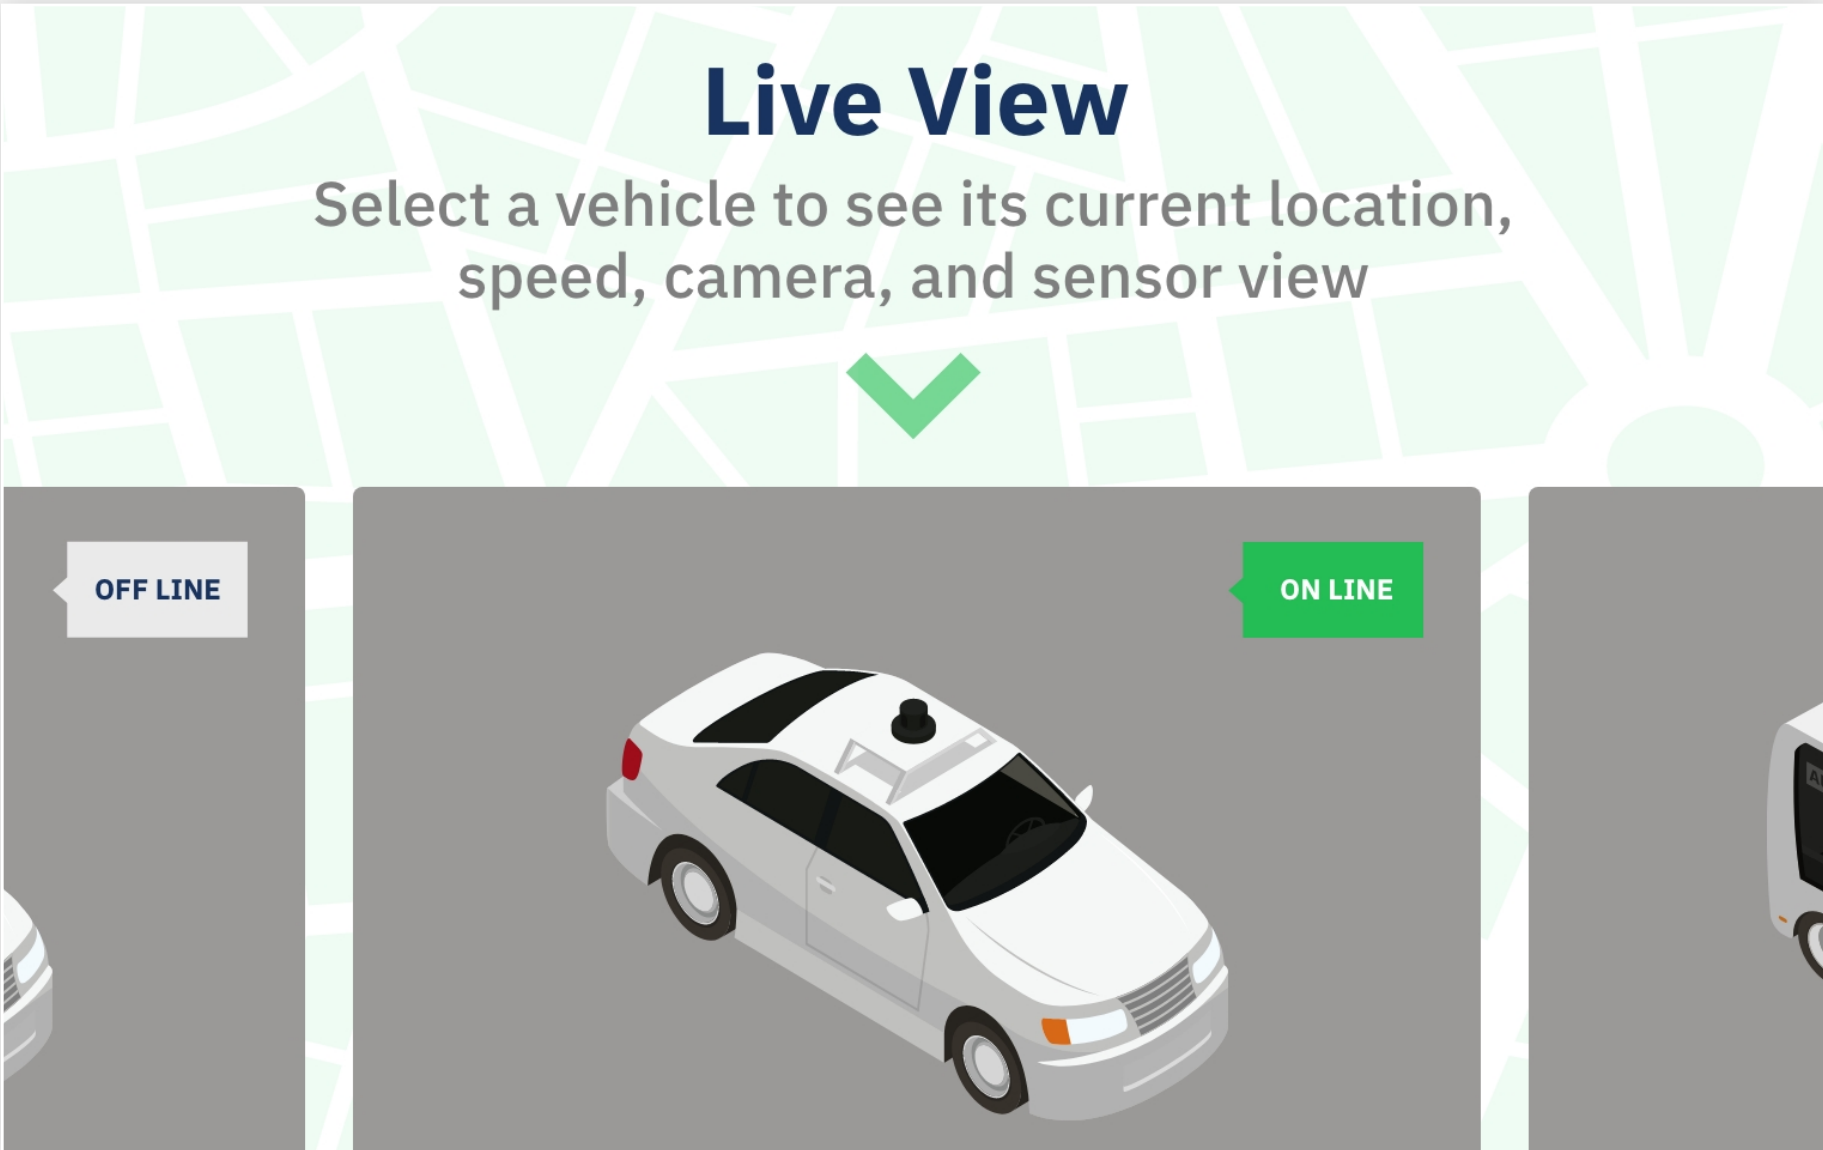 Live View
Select a vehicle to see its current location,
speed, camera, and sensor view
OFF LINE
ON LINE